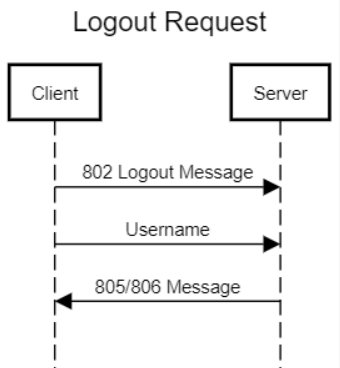 Logout Request
Client
Server
802 Logout Message
Username
805/806 Message